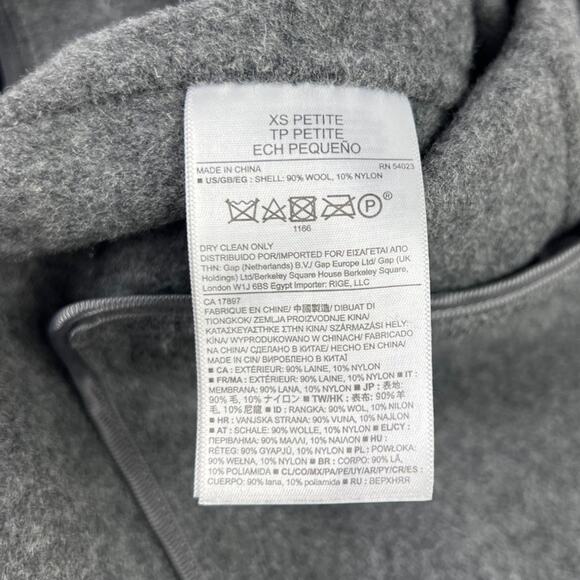 XS PETITE
TP PETITE
ECH PEQUEÑO
MADE IN CHINA RN 54023
■ US/GB/EG : SHELL: 90% WOOL, 10% NYLON
P ®
1166
DRY CLEAN ONLY
DISTRIBUIDO POR/IMPORTED FOR/ ΕΙΣΑΓΕΤΑΙ ΑΠΟ
ΤΗΝ: Gap (Netherlands) B.V./ Gap Europe Ltd/ Gap (UK
Holdings) Ltd/Berkeley Square House Berkeley Square,
London W1J 6BS Egypt Importer: RIGE, LLC
CA 17897
FABRIQUE EN CHINE/ 中國製造/ DIBUAT DI
TIONGKOK/ ZEMLJA PROIZVODNJE KINA/
ΚΑΤΑΣΚΕΥΑΣΤΗΚΕ ΣΤΗΝ ΚΙΝΑ/ SZÁRMAZÁSI HELY:
KÍNA/ WYPRODUKOWANO W CHINACH/ FABRICADO
NA CHINA/ СДЕЛАНО В КИТАЕ/ HECHO EN CHINA/
MADE IN CIN/ ВИРОБЛЕНО В КИТАЇ
■ CA : EXTÉRIEUR: 90% LAINE, 10% NYLON
■ FR/MA : EXTÉRIEUR: 90% LAINE, 10% NYLON ■ IT :
MEMBRANA: 90% LANA, 10% NYLON ■ JP : 表地:
90% 毛, 10% ナイロン ■ TW/HK : 表布: 90% 羊
毛, 10% 尼龍 ■ ID : RANGKA: 90% WOL, 10% NILON
■ HR : VANJSKA STRANA: 90% VUNA, 10% NAJLON
■ AT : SCHALE: 90% WOLLE, 10% NYLON ■ EL/CY :
ΠΕΡΙΒΛΗΜΑ: 90% ΜΑΛΛΙ, 10% ΝΑΙΛΟΝ ■ HU :
RÉTEG: 90% GYAPJÚ, 10% NYLON ■ PL : POWŁOKA:
90% WEŁNA, 10% NYLON ■ BR : CORPO: 90% LÃ,
10% POLIAMIDA ■ CL/CO/MX/PA/PE/UY/AR/PY/CR/ES :
CUERPO: 90% lana, 10% poliamida ■ RU : ВЕРХНЯЯ